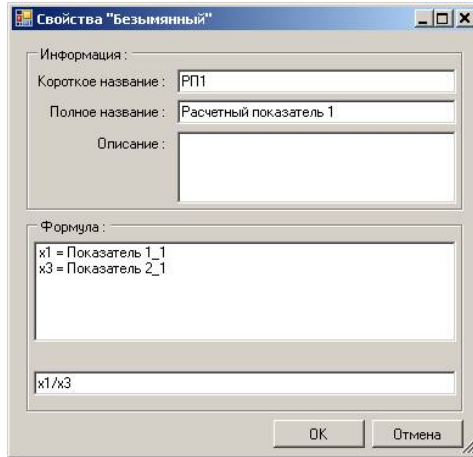 Свойства "Безымянный"
Информация :
Короткое название : РП1
Полное название : Расчетный показатель 1
Описание :
Формула :
x1 = Показатель 1_1
x3 = Показатель 2_1
x1/x3
OK Отмена